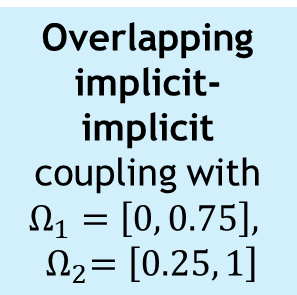 Overlapping
implicit-
implicit
coupling with
Ω₁ = [0, 0.75],
Ω₂= [0.25, 1]